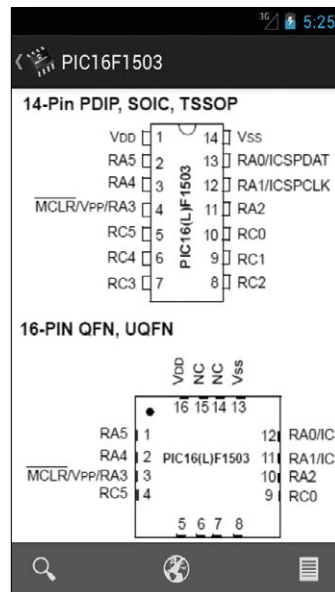 3G 5:25
PIC16F1503
14-Pin PDIP, SOIC, TSSOP
VDD 1 14 VSS
RA5 2 13 RA0/ICSPDAT
RA4 3 12 RA1/ICSPCLK
MCLR/VPP/RA3 4 11 RA2
RC5 5 10 RC0
RC4 6 9 RC1
RC3 7 8 RC2
PIC16(L)F1503
16-PIN QFN, UQFN
VDD NC NC VSS
16 15 14 13
RA5 1 12 RA0/IC
RA4 2 PIC16(L)F1503 11 RA1/IC
MCLR/VPP/RA3 3 10 RA2
RC5 4 9 RC0
5 6 7 8